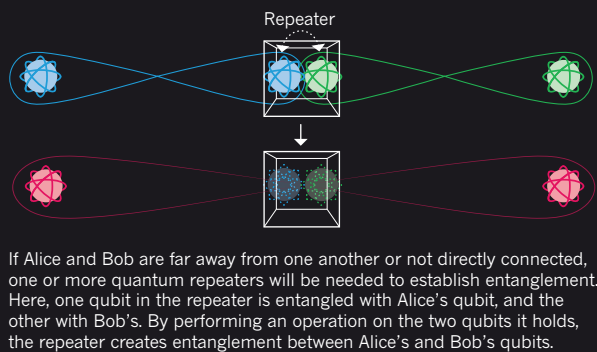 Repeater
If Alice and Bob are far away from one another or not directly connected,
one or more quantum repeaters will be needed to establish entanglement.
Here, one qubit in the repeater is entangled with Alice’s qubit, and the
other with Bob’s. By performing an operation on the two qubits it holds,
the repeater creates entanglement between Alice’s and Bob’s qubits.